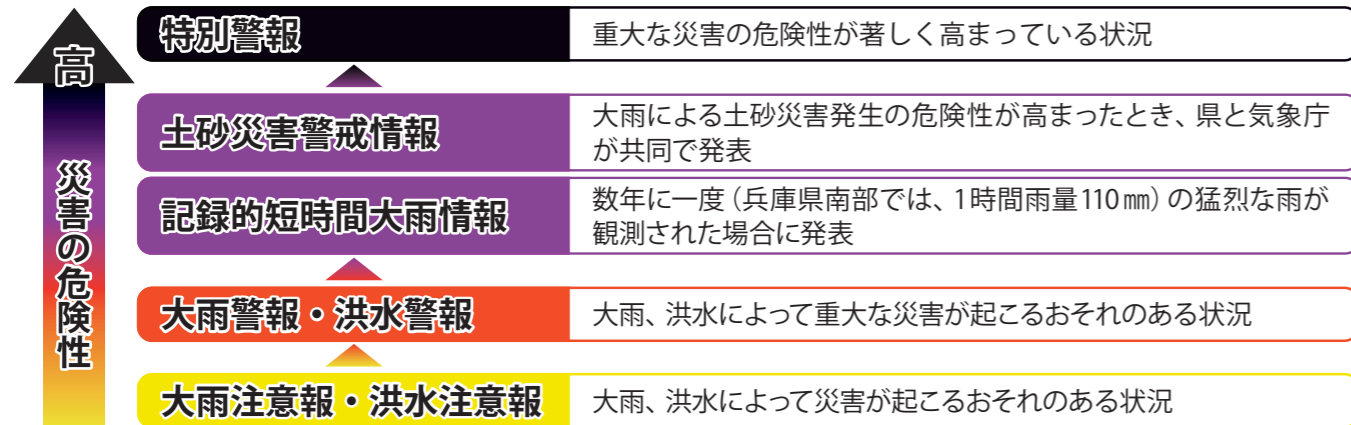 高
災害の危険性
特別警報
重大な災害の危険性が著しく高まっている状況
土砂災害警戒情報
大雨による土砂災害発生の危険性が高まったとき、県と気象庁
が共同で発表
記録的短時間大雨情報
数年に一度（兵庫県南部では、1時間雨量110㎜）の猛烈な雨が
観測された場合に発表
大雨警報・洪水警報
大雨、洪水によって重大な災害が起こるおそれのある状況
大雨注意報・洪水注意報
大雨、洪水によって災害が起こるおそれのある状況